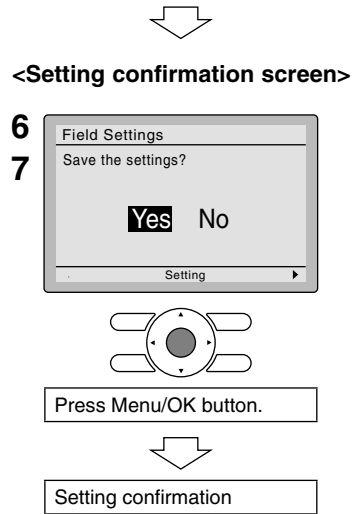 <Setting confirmation screen>
6
7
Field Settings
Save the settings?
Yes No
Setting
Press Menu/OK button.
Setting confirmation